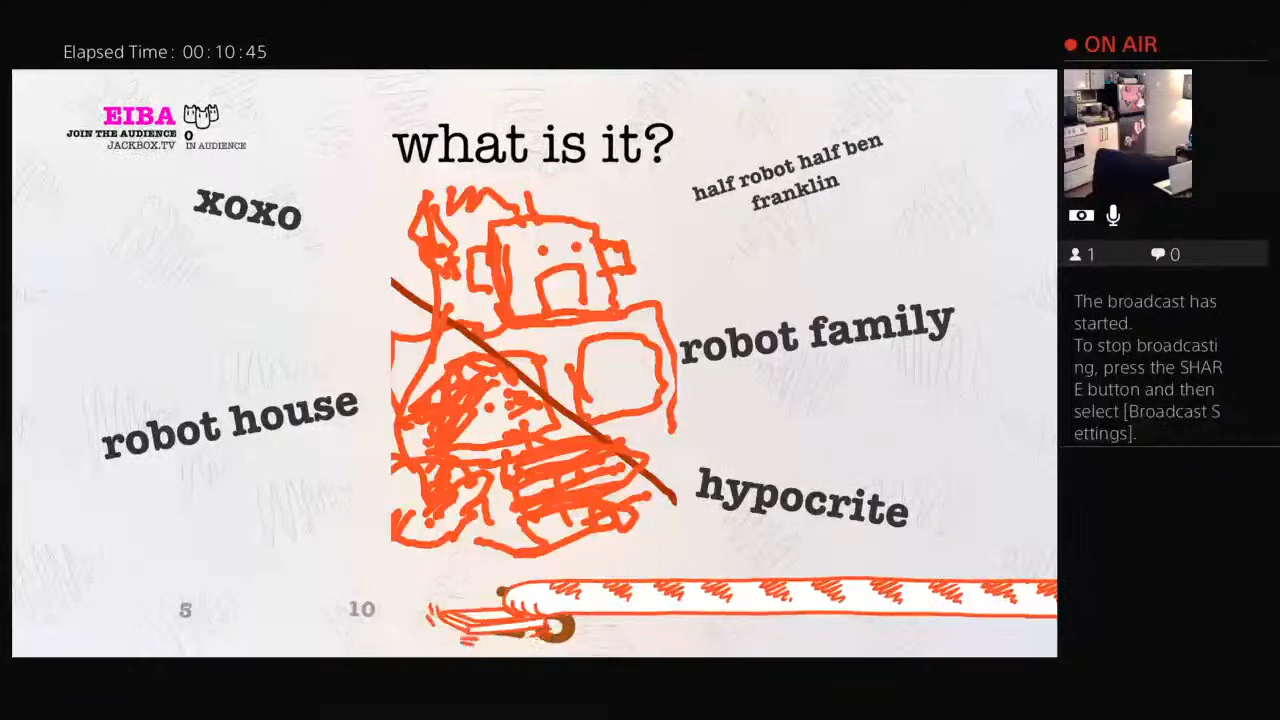 Elapsed Time: 00:10:45
ON AIR
EIBA
JOIN THE AUDIENCE
JACKBOX.TV
0
IN AUDIENCE
what is it?
half robot half ben
franklin
xoxo
robot family
robot house
hypocrite
5
10
1
0
The broadcast has
started.
To stop broadcasti
ng, press the SHAR
E button and then
select [Broadcast S
ettings].